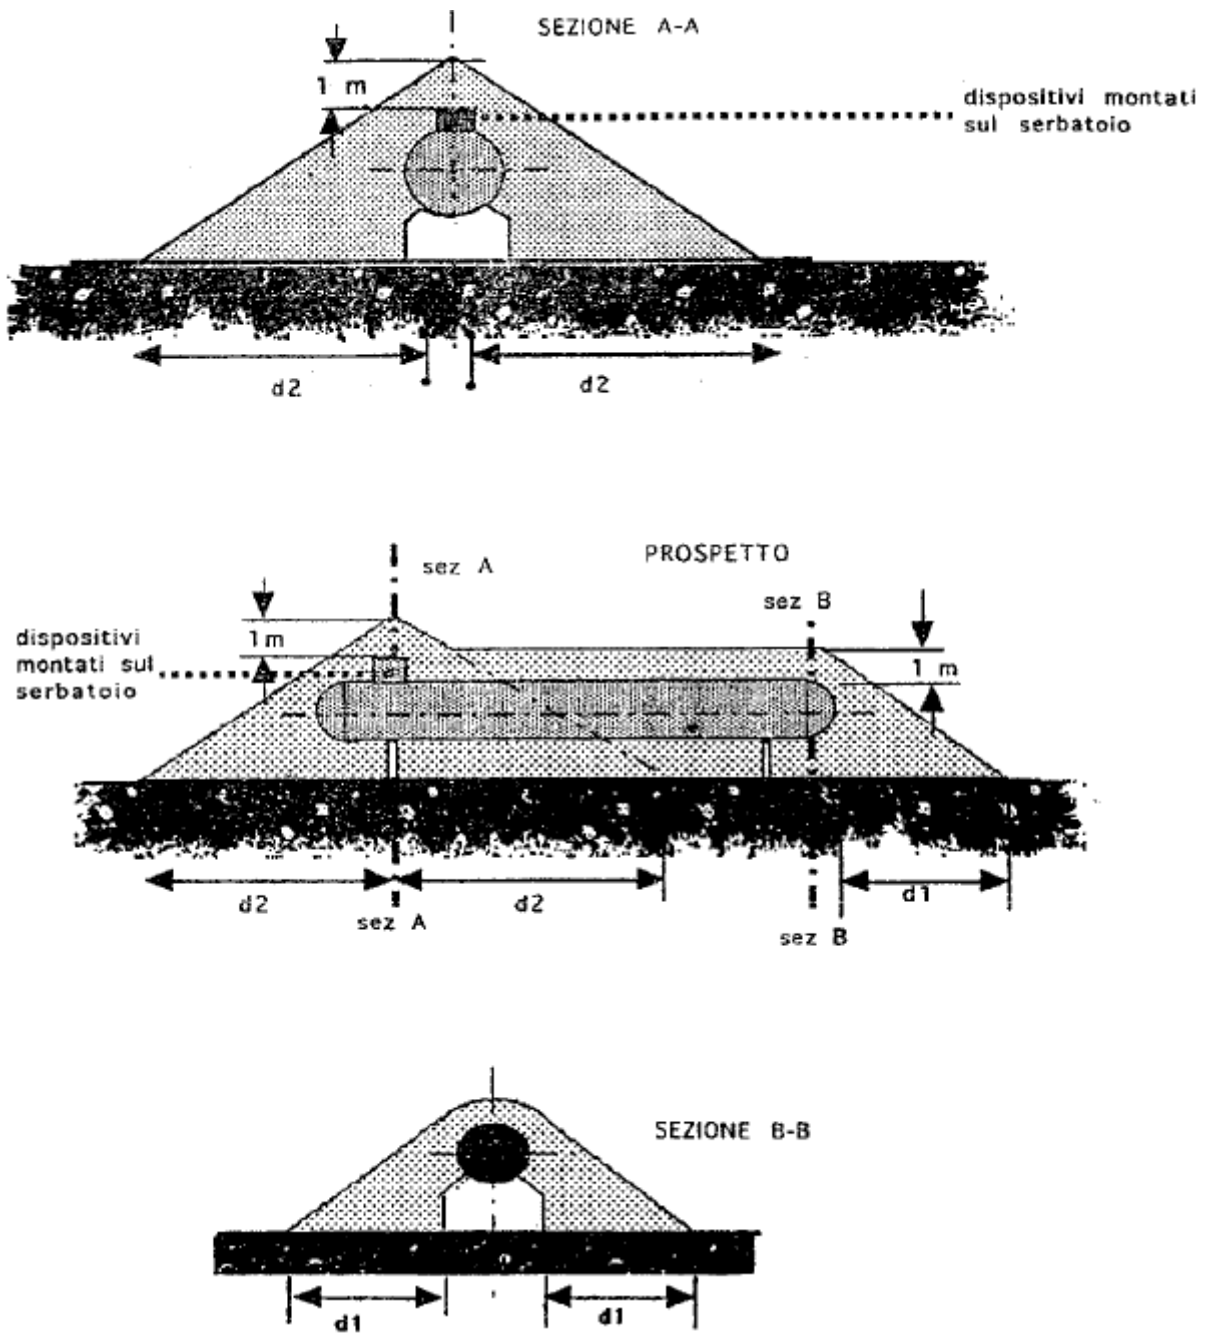 SEZIONE A-A
1 m
dispositivi montati
sul serbatoio
d2
d2
PROSPETTO
sez A
sez B
dispositivi
montati sul
serbatoio
1m
1 m
d2
d2
d1
sez A
sez B
SEZIONE B-B
d1
d1